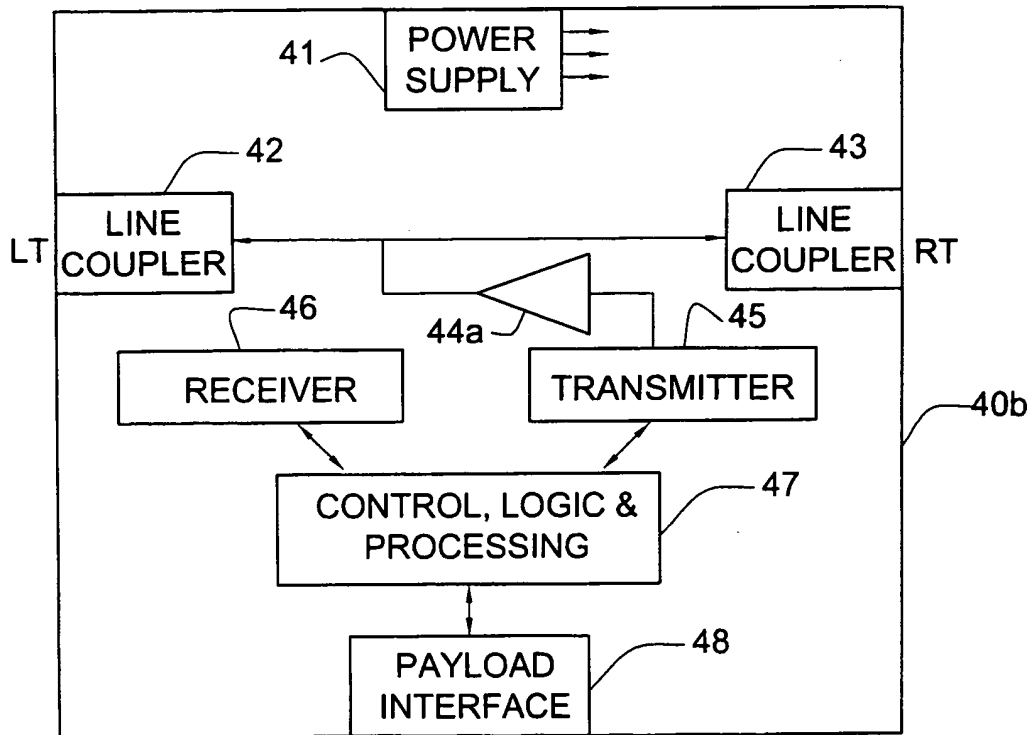 41
POWER
SUPPLY
42
43
LT
LINE
COUPLER
LINE
COUPLER
RT
44a
46
45
RECEIVER
TRANSMITTER
40b
CONTROL, LOGIC &
PROCESSING
47
PAYLOAD
INTERFACE
48